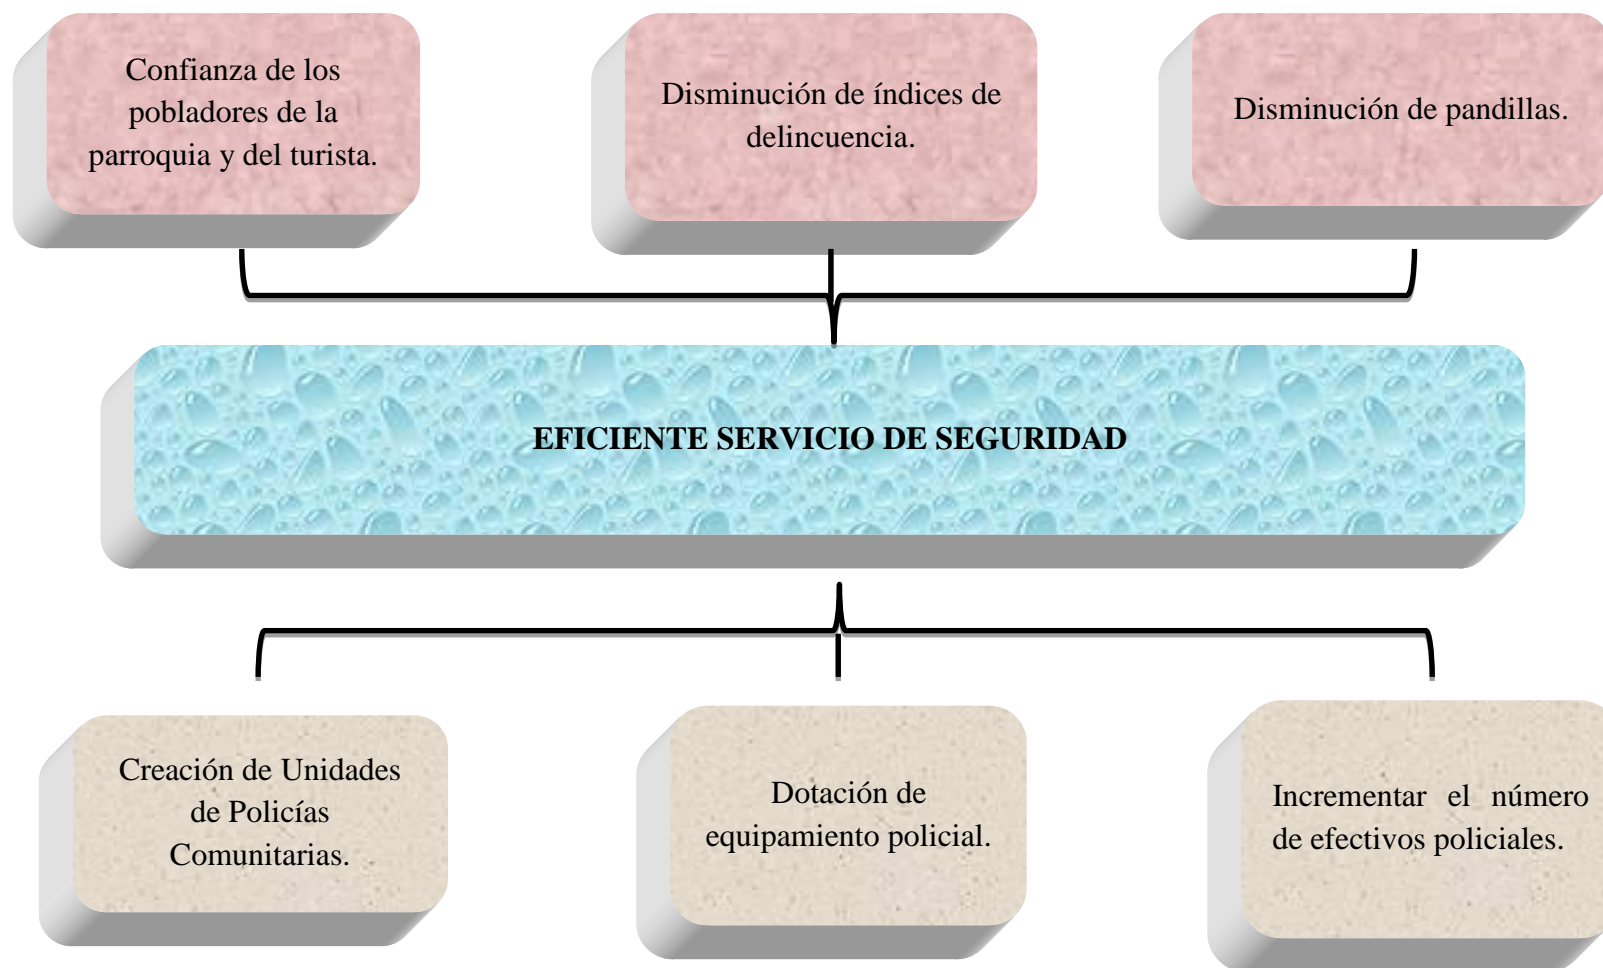 Confianza de los
pobladores de la
parroquia y del turista.
Disminución de índices de
delincuencia.
Disminución de pandillas.
EFICIENTE SERVICIO DE SEGURIDAD
Creación de Unidades
de Policías
Comunitarias.
Dotación de
equipamiento policial.
Incrementar el número
de efectivos policiales.